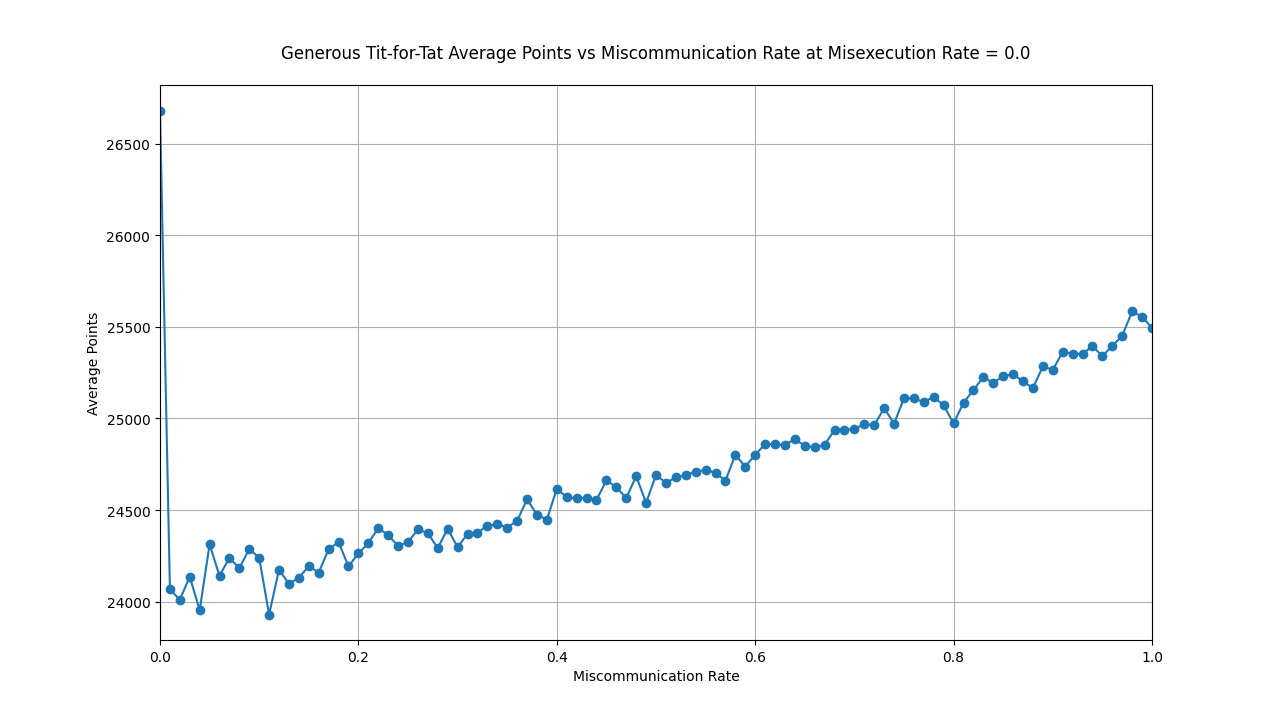 Generous Tit-for-Tat Average Points vs Miscommunication Rate at Misexecution Rate = 0.0
Average Points
26500
26000
25500
25000
24500
24000
0.0 0.2 0.4 0.6 0.8 1.0
Miscommunication Rate